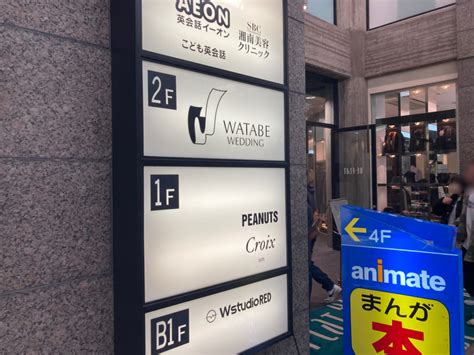 AEON
英会話イーオン
こども英会話
SBC
湘南美容
クリニック
2F
WATABE
WEDDING
1F
PEANUTS
Croix
B1F
WstudioRED
4F
animate
まんが
本